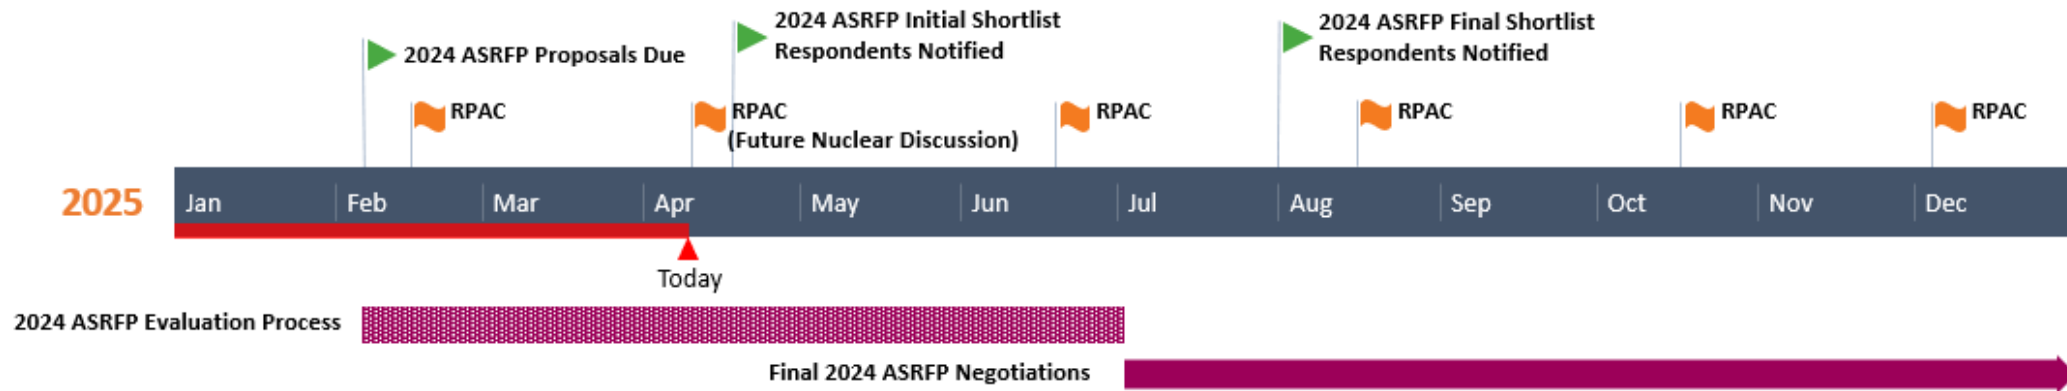 2024 ASRFP Initial Shortlist
Respondents Notified
2024 ASRFP Final Shortlist
Respondents Notified
2024 ASRFP Proposals Due
RPAC
RPAC
(Future Nuclear Discussion)
RPAC
RPAC
RPAC
RPAC
2025
Jan
Feb
Mar
Apr
May
Jun
Jul
Aug
Sep
Oct
Nov
Dec
Today
2024 ASRFP Evaluation Process
Final 2024 ASRFP Negotiations